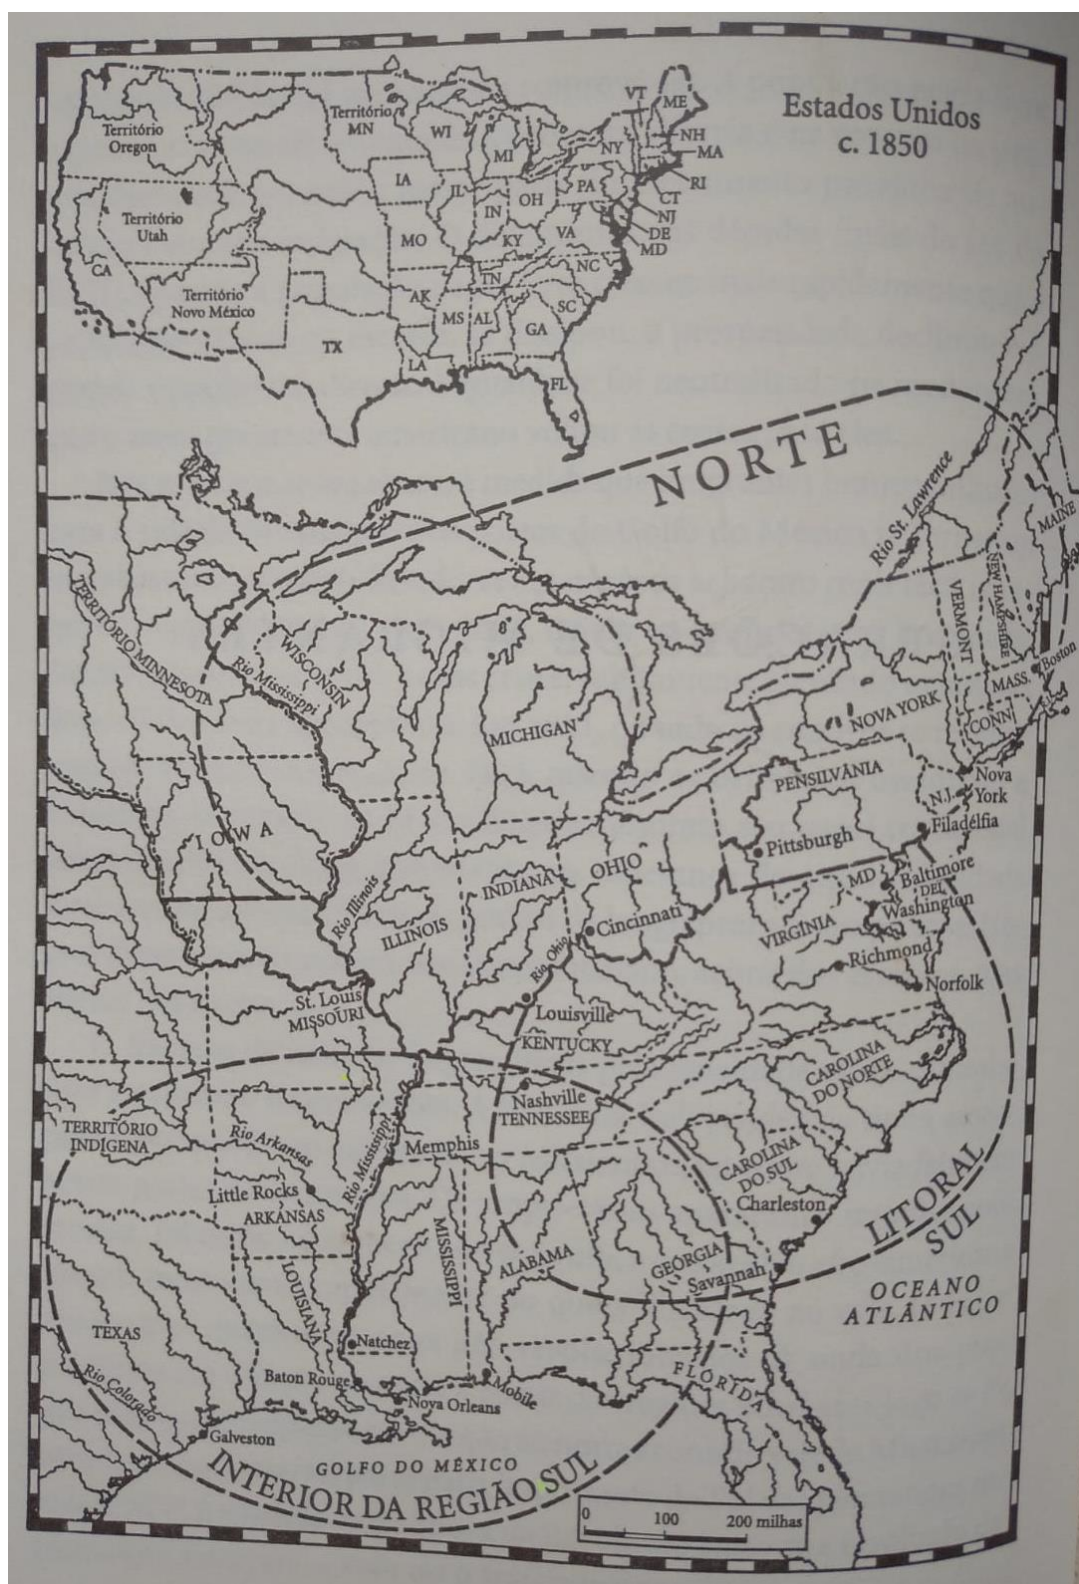 Estados Unidos
c. 1850
Território
Oregon
Território
MN
WI
MI
VT
ME
NH
MA
NY
RI
CT
NJ
DE
MD
IA
IL
IN
OH
PA
Território
Utah
MO
KY
VA
CA
TN
NC
Território
Novo México
AK
SC
MS
AL
GA
TX
LA
FL
NORTE
Rio St. Lawrence
MAINE
NEW HAMPSHIRE
VERMONT
TERRITÓRIO MINNESOTA
WISCONSIN
Rio Mississippi
Boston
MASS.
MICHIGAN
NOVA YORK
CONN
PENSILVÂNIA
Nova
York
N.J.
IOWA
Filadélfia
Pittsburgh
OHIO
MD
Baltimore
DEL
INDIANA
Washington
Rio Illinois
ILLINOIS
Cincinnati
VIRGÍNIA
Richmond
Rio Ohio
Norfolk
St. Louis
MISSOURI
Louisville
KENTUCKY
CAROLINA
DO NORTE
Nashville
TENNESSEE
TERRITÓRIO
INDÍGENA
Rio Arkansas
Rio Mississippi
Memphis
CAROLINA
DO SUL
LITORAL
SUL
Little Rocks
ARKANSAS
Charleston
MISSISSIPPI
ALABAMA
GEÓRGIA
Savannah
LOUISIANA
OCEANO
ATLÂNTICO
TEXAS
Natchez
Rio Colorado
Baton Rouge
Mobile
FLÓRIDA
Nova Orleans
Galveston
GOLFO DO MÉXICO
INTERIOR DA REGIÃO SUL
0 100 200 milhas